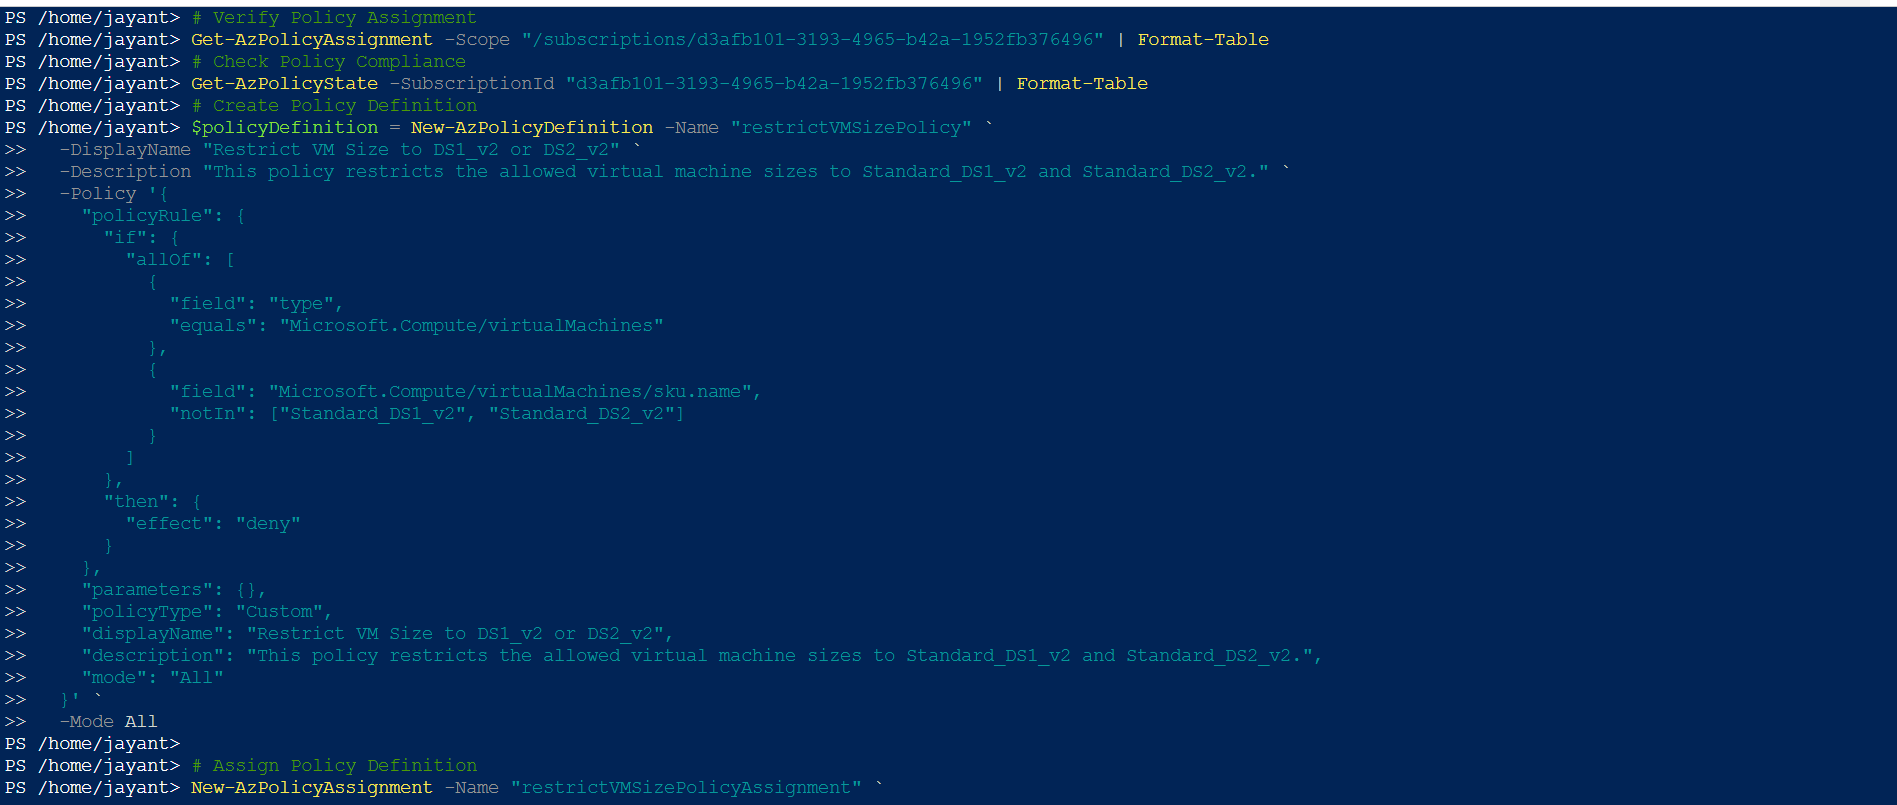 PS /home/jayant> # Verify Policy Assignment
PS /home/jayant> Get-AzPolicyAssignment -Scope "/subscriptions/d3afb101-3193-4965-b42a-1952fb376496" | Format-Table
PS /home/jayant> # Check Policy Compliance
PS /home/jayant> Get-AzPolicyState -SubscriptionId "d3afb101-3193-4965-b42a-1952fb376496" | Format-Table
PS /home/jayant> # Create Policy Definition
PS /home/jayant> $policyDefinition = New-AzPolicyDefinition -Name "restrictVMSizePolicy" `
>>   -DisplayName "Restrict VM Size to DS1_v2 or DS2_v2" `
>>   -Description "This policy restricts the allowed virtual machine sizes to Standard_DS1_v2 and Standard_DS2_v2." `
>>   -Policy '{
>>     "policyRule": {
>>       "if": {
>>         "allOf": [
>>           {
>>             "field": "type",
>>             "equals": "Microsoft.Compute/virtualMachines"
>>           },
>>           {
>>             "field": "Microsoft.Compute/virtualMachines/sku.name",
>>             "notIn": ["Standard_DS1_v2", "Standard_DS2_v2"]
>>           }
>>         ]
>>       },
>>       "then": {
>>         "effect": "deny"
>>       }
>>     },
>>     "parameters": {},
>>     "policyType": "Custom",
>>     "displayName": "Restrict VM Size to DS1_v2 or DS2_v2",
>>     "description": "This policy restricts the allowed virtual machine sizes to Standard_DS1_v2 and Standard_DS2_v2.",
>>     "mode": "All"
>>   }' `
>>   -Mode All
PS /home/jayant>
PS /home/jayant> # Assign Policy Definition
PS /home/jayant> New-AzPolicyAssignment -Name "restrictVMSizePolicyAssignment" `